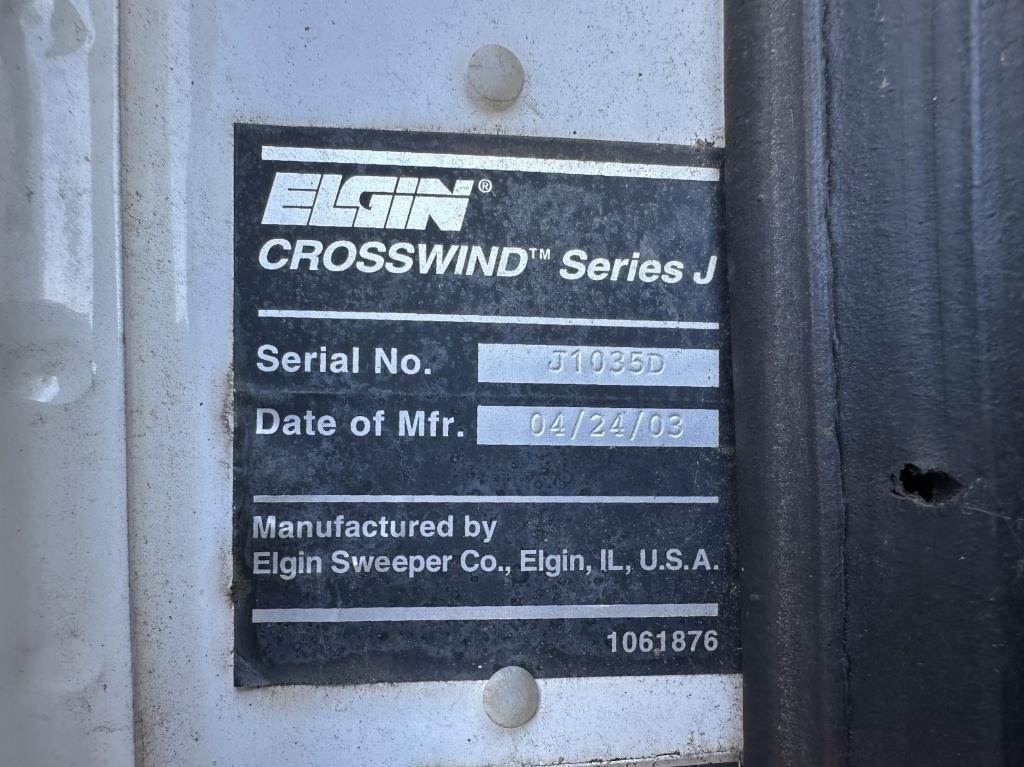 ELGIN®
CROSSWIND™ Series J
Serial No. J1035D
Date of Mfr. 04/24/03
Manufactured by
Elgin Sweeper Co., Elgin, IL, U.S.A.
1061876